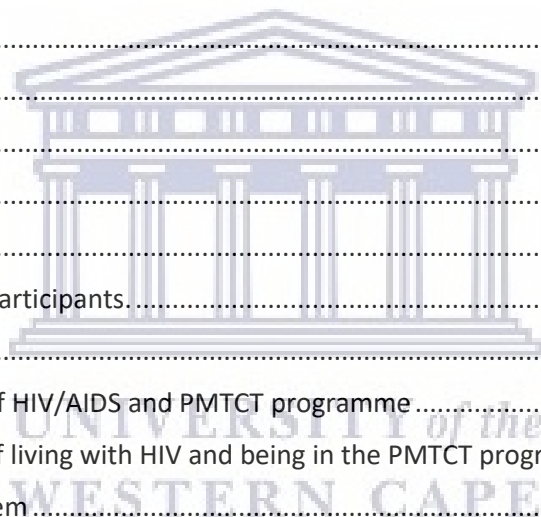 articipants
f HIV/AIDS and PMTCT programme
UNIVERSITY of the
f living with HIV and being in the PMTCT prog
WESTERN CAPE
em